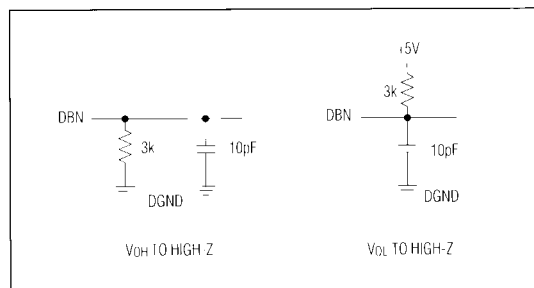 +5V
3k
DBN
3k
10pF
DGND
DBN
10pF
DGND
VOH TO HIGH-Z
VOL TO HIGH-Z